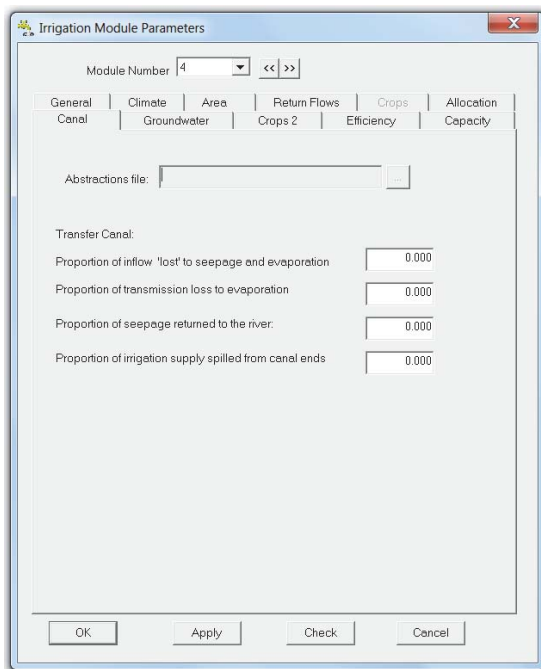 Irrigation Module Parameters
Module Number 4 << >>
General Climate Area Return Flows Crops Allocation
Canal Groundwater Crops 2 Efficiency Capacity
Abstractions file: ...
Transfer Canal:
Proportion of inflow 'lost' to seepage and evaporation 0.000
Proportion of transmission loss to evaporation 0.000
Proportion of seepage returned to the river: 0.000
Proportion of irrigation supply spilled from canal ends 0.000
OK Apply Check Cancel